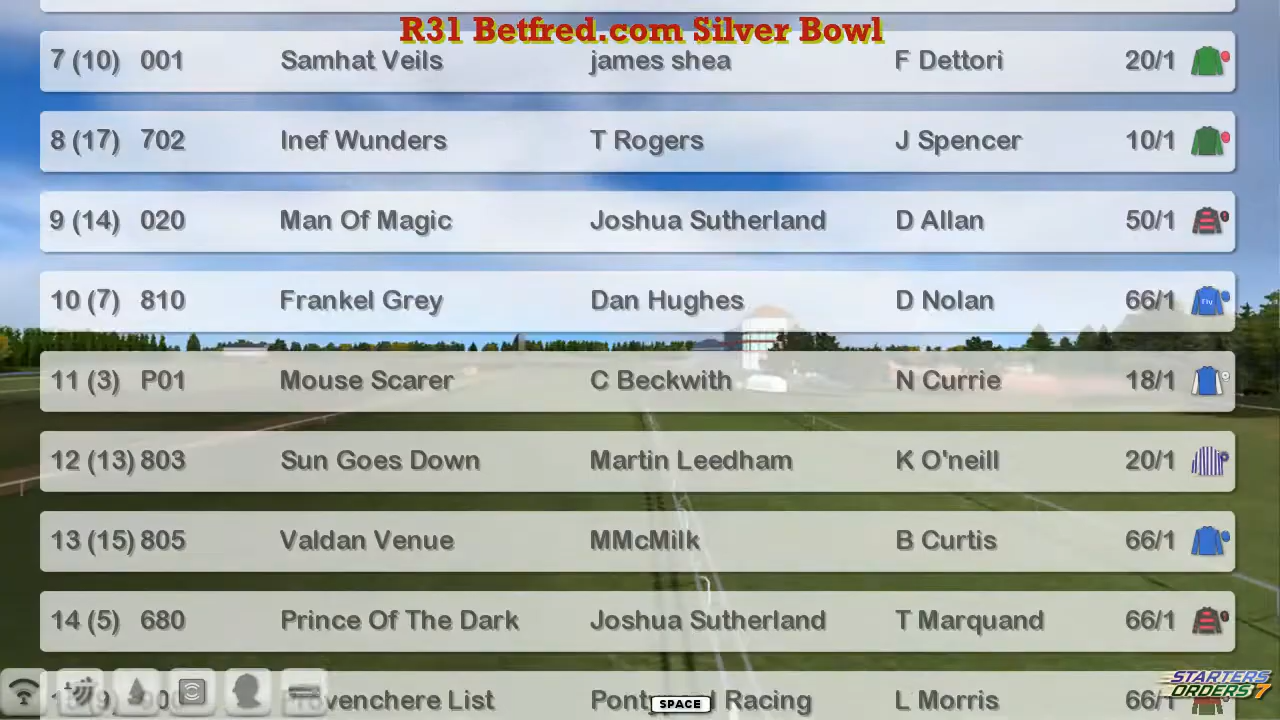 R31 Betfred.com Silver Bowl
7 (10) 001 Samhat Veils james shea F Dettori 20/1
8 (17) 702 Inef Wunders T Rogers J Spencer 10/1
9 (14) 020 Man Of Magic Joshua Sutherland D Allan 50/1
10 (7) 810 Frankel Grey Dan Hughes D Nolan 66/1
Fly
11 (3) P01 Mouse Scarer C Beckwith N Currie 18/1
12 (13) 803 Sun Goes Down Martin Leedham K O'neill 20/1
13 (15) 805 Valdan Venue MMcMilk B Curtis 66/1
14 (5) 680 Prince Of The Dark Joshua Sutherland T Marquand 66/1
List Racing L Morris 66/1
SPACE
STARTERS
ORDERS 7